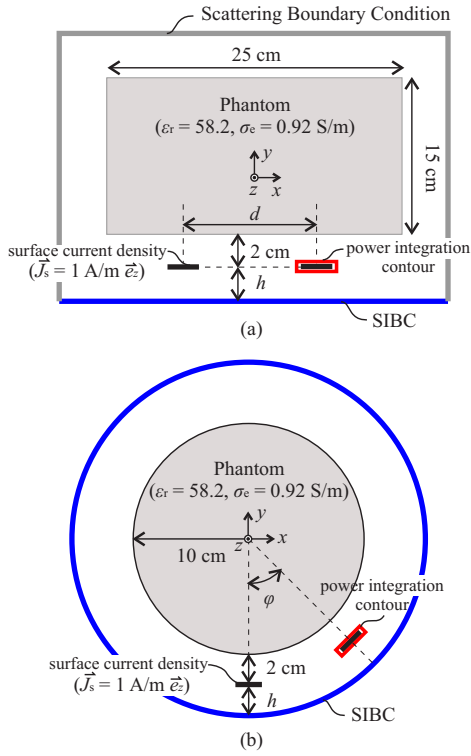 Scattering Boundary Condition
25 cm
Phantom
(εr = 58.2, σe = 0.92 S/m)
15 cm
y
z x
d
surface current density
(J⃗s = 1 A/m e⃗z)
2 cm
power integration
contour
h
SIBC
(a)
Phantom
(εr = 58.2, σe = 0.92 S/m)
y
z x
10 cm
φ
power integration
contour
surface current density
(J⃗s = 1 A/m e⃗z)
2 cm
h
SIBC
(b)